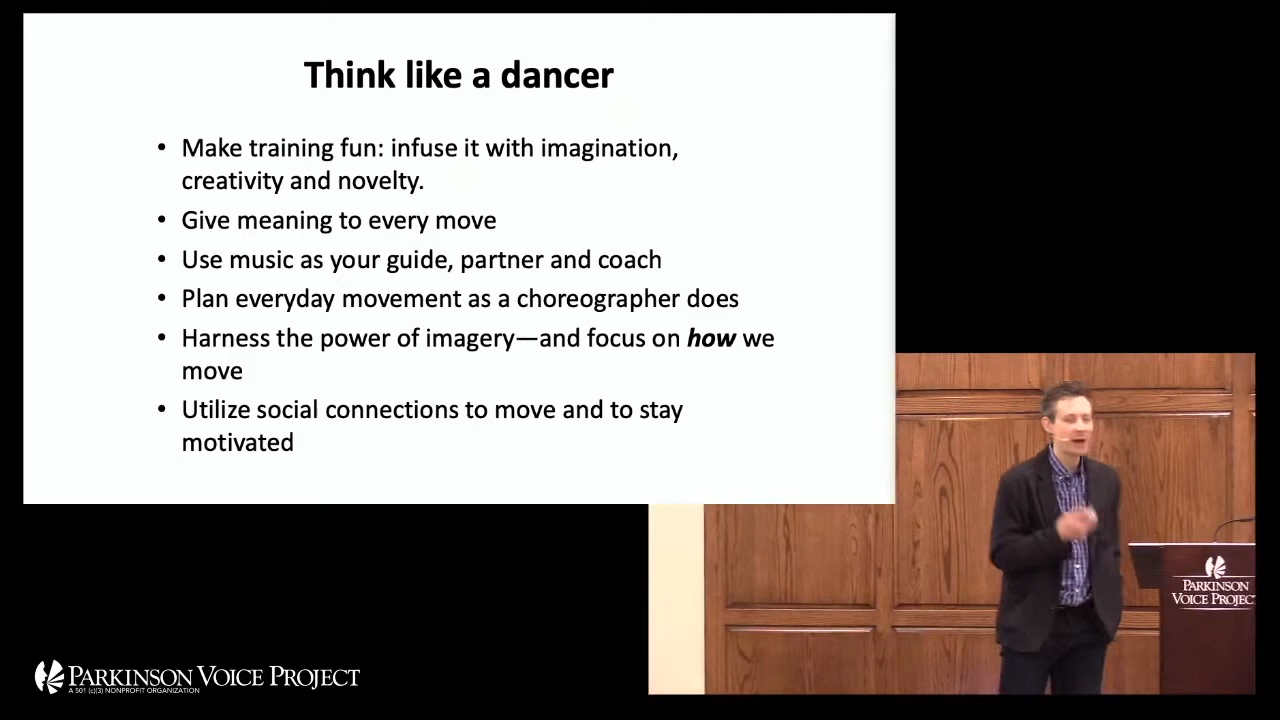 Think like a dancer
• Make training fun: infuse it with imagination,
creativity and novelty.
• Give meaning to every move
• Use music as your guide, partner and coach
• Plan everyday movement as a choreographer does
• Harness the power of imagery—and focus on how we
move
• Utilize social connections to move and to stay
motivated
PARKINSON
VOICE PROJEC
PARKINSON VOICE PROJECT
A 501 (c)(3) NONPROFIT ORGANIZATION